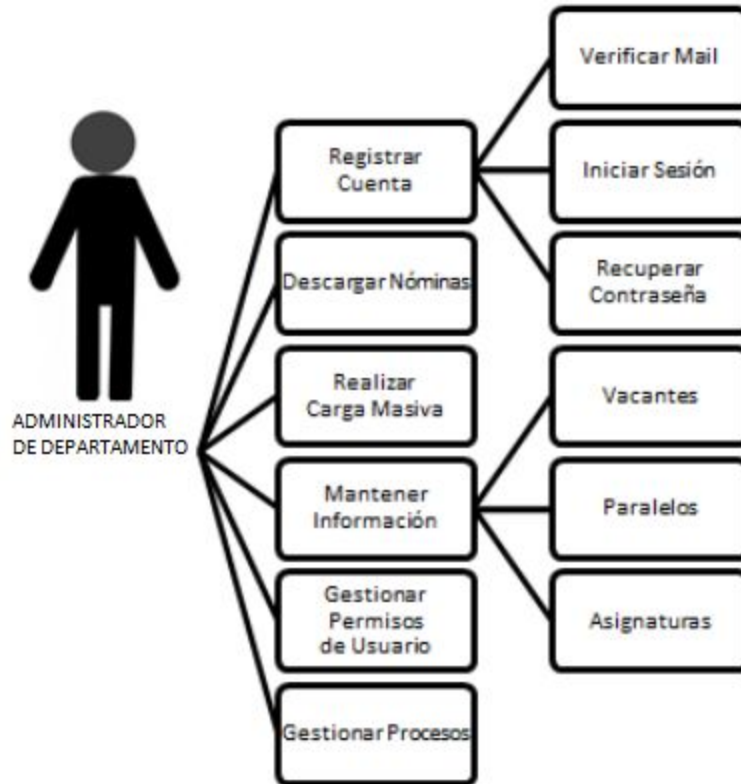 Verificar Mail
Registrar
Cuenta
Iniciar Sesión
Recuperar
Contraseña
Descargar Nóminas
Realizar
Carga Masiva
Vacantes
ADMINISTRADOR
DE DEPARTAMENTO
Mantener
Información
Paralelos
Gestionar
Permisos
de Usuario
Asignaturas
Gestionar Procesos